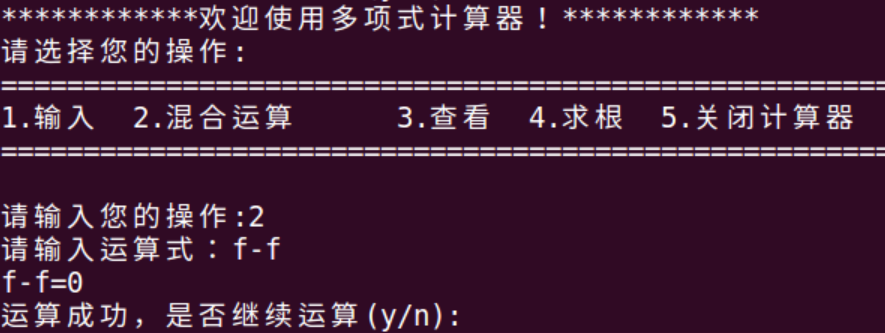 ************欢迎使用多项式计算器！************
请选择您的操作:
======================================================
1.输入  2.混合运算      3.查看  4.求根  5.关闭计算器
======================================================
请输入您的操作:2
请输入运算式：f-f
f-f=0
运算成功，是否继续运算(y/n):